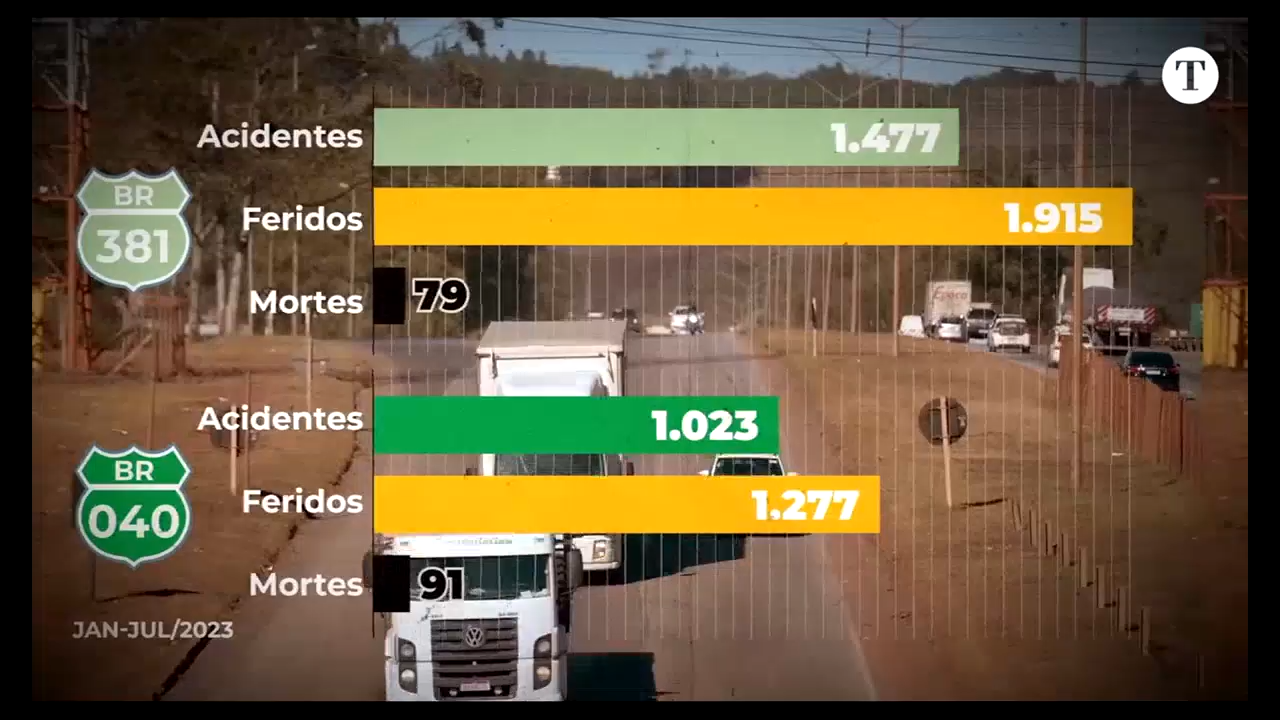 T
Acidentes 1.477
BR
381
Feridos 1.915
Mortes 79
Época
Acidentes 1.023
BR
040
Feridos 1.277
Mortes 91
JAN-JUL/2023